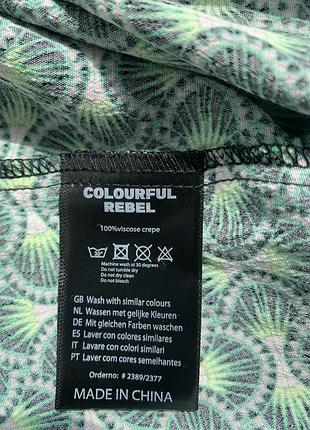 COLOURFUL
REBEL
100%viscose crepe
Machine wash at 30 degrees
Do not tumble dry
Do not dry clean
Do not bleach
GB Wash with similar colours
NL Wassen met gelijke Kleuren
DE Mit gleichen Farben waschen
ES Lavar con colores similares
IT Lavare con colori similari
PT Laver com cores semelhantes
Orderno: #2389/2377
MADE IN CHINA